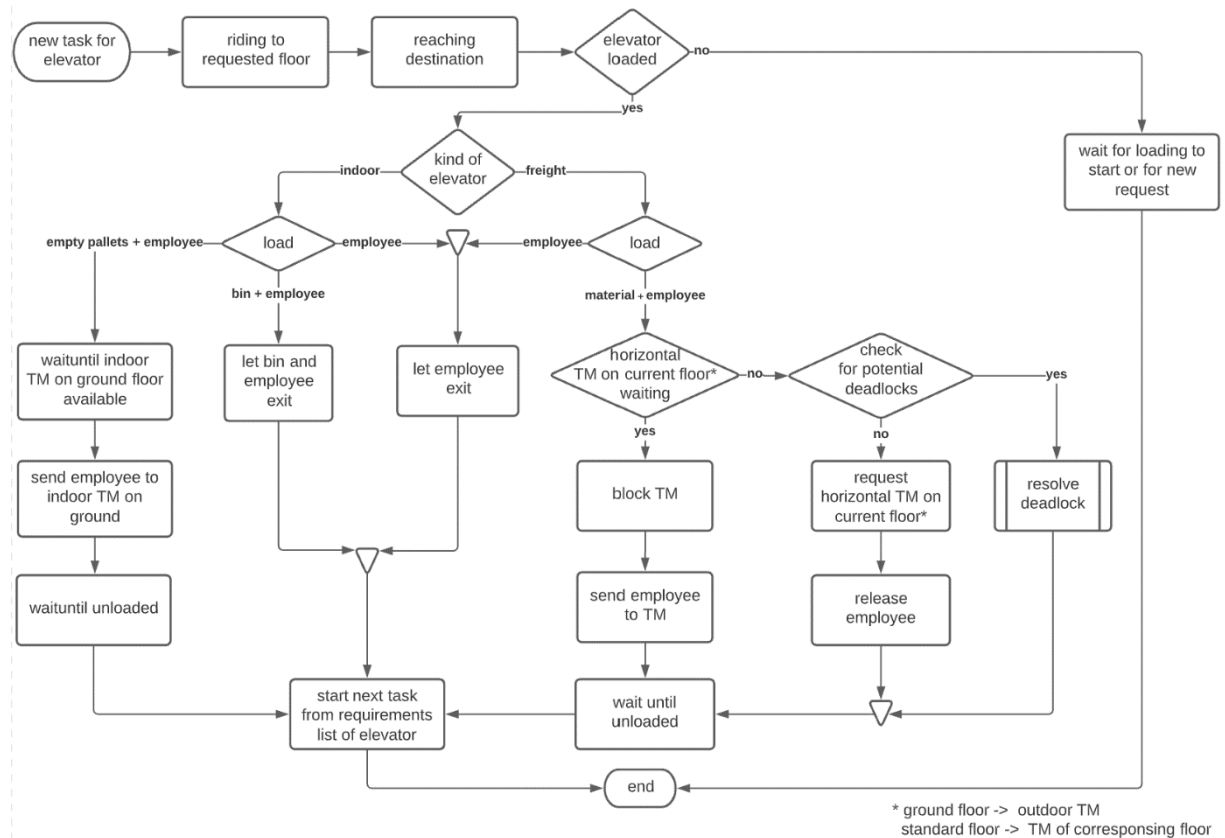 new task for
elevator
riding to
requested floor
reaching
destination
elevator
loaded
no
yes
wait for loading to
start or for new
request
kind of
elevator
indoor
freight
empty pallets + employee
load
employee
employee
load
bin + employee
material + employee
waituntil indoor
TM on ground floor
available
let bin and
employee
exit
let employee
exit
horizontal
TM on current floor*
waiting
no
check
for potential
deadlocks
yes
yes
no
send employee to
indoor TM on
ground
block TM
request
horizontal TM on
current floor*
resolve
deadlock
waituntil unloaded
send employee
to TM
release
employee
start next task
from requirements
list of elevator
wait until
unloaded
end
* ground floor -> outdoor TM
standard floor -> TM of corresponsing floor